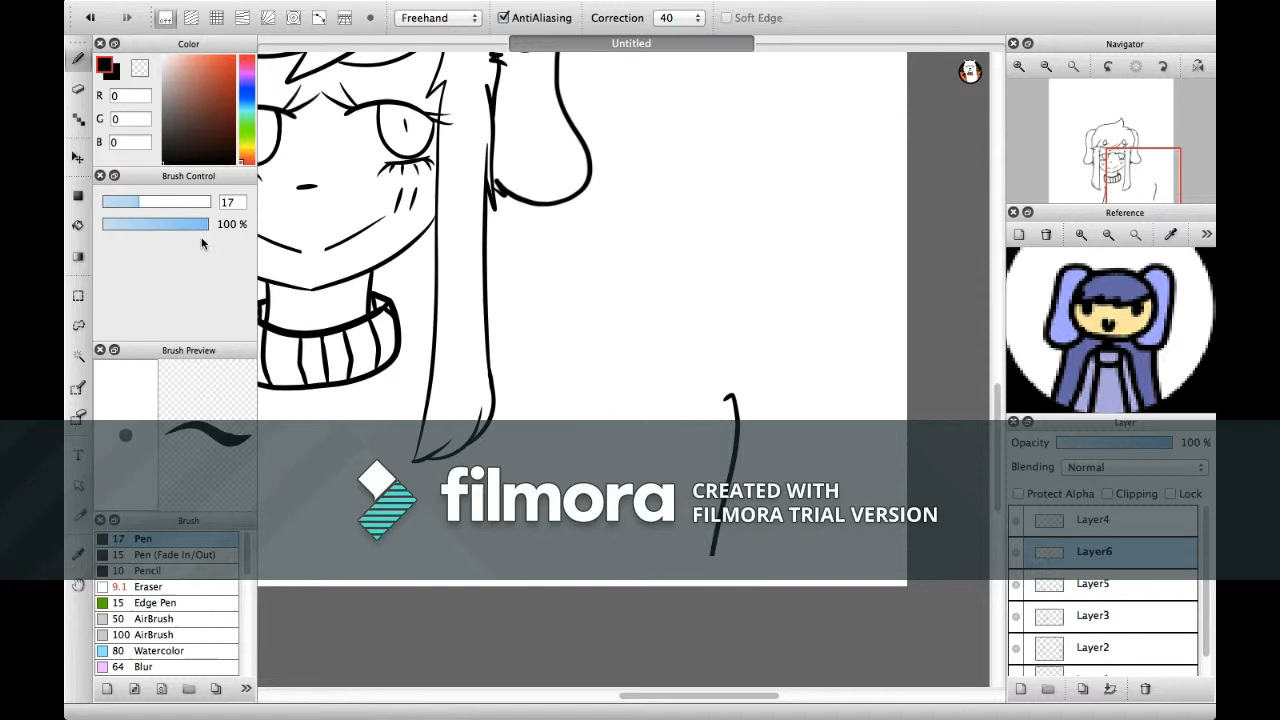 off Freehand AntiAliasing Correction 40 Soft Edge
Untitled
Color
R 0
G 0
B 0
Brush Control
17
100 %
Brush Preview
Brush
17 Pen
15 Pen (Fade In/Out)
10 Pencil
9.1 Eraser
15 Edge Pen
50 AirBrush
100 AirBrush
80 Watercolor
64 Blur
filmora
CREATED WITH
FILMORA TRIAL VERSION
Navigator
Reference
Layer
Opacity 100 %
Blending Normal
Protect Alpha Clipping Lock
Layer4
Layer6
Layer5
Layer3
Layer2